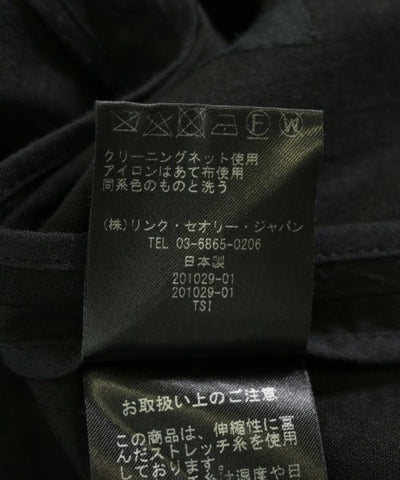 クリーニングネット使用
アイロンはあて布使用
同系色のものと洗う
(株)リンク・セオリー・ジャパン
TEL 03-6865-0206
日本製
201029-01
201029-01
TSI
お取扱い上のご注意
この商品は、伸縮性に富
んだストレッチ糸を使用
しております。